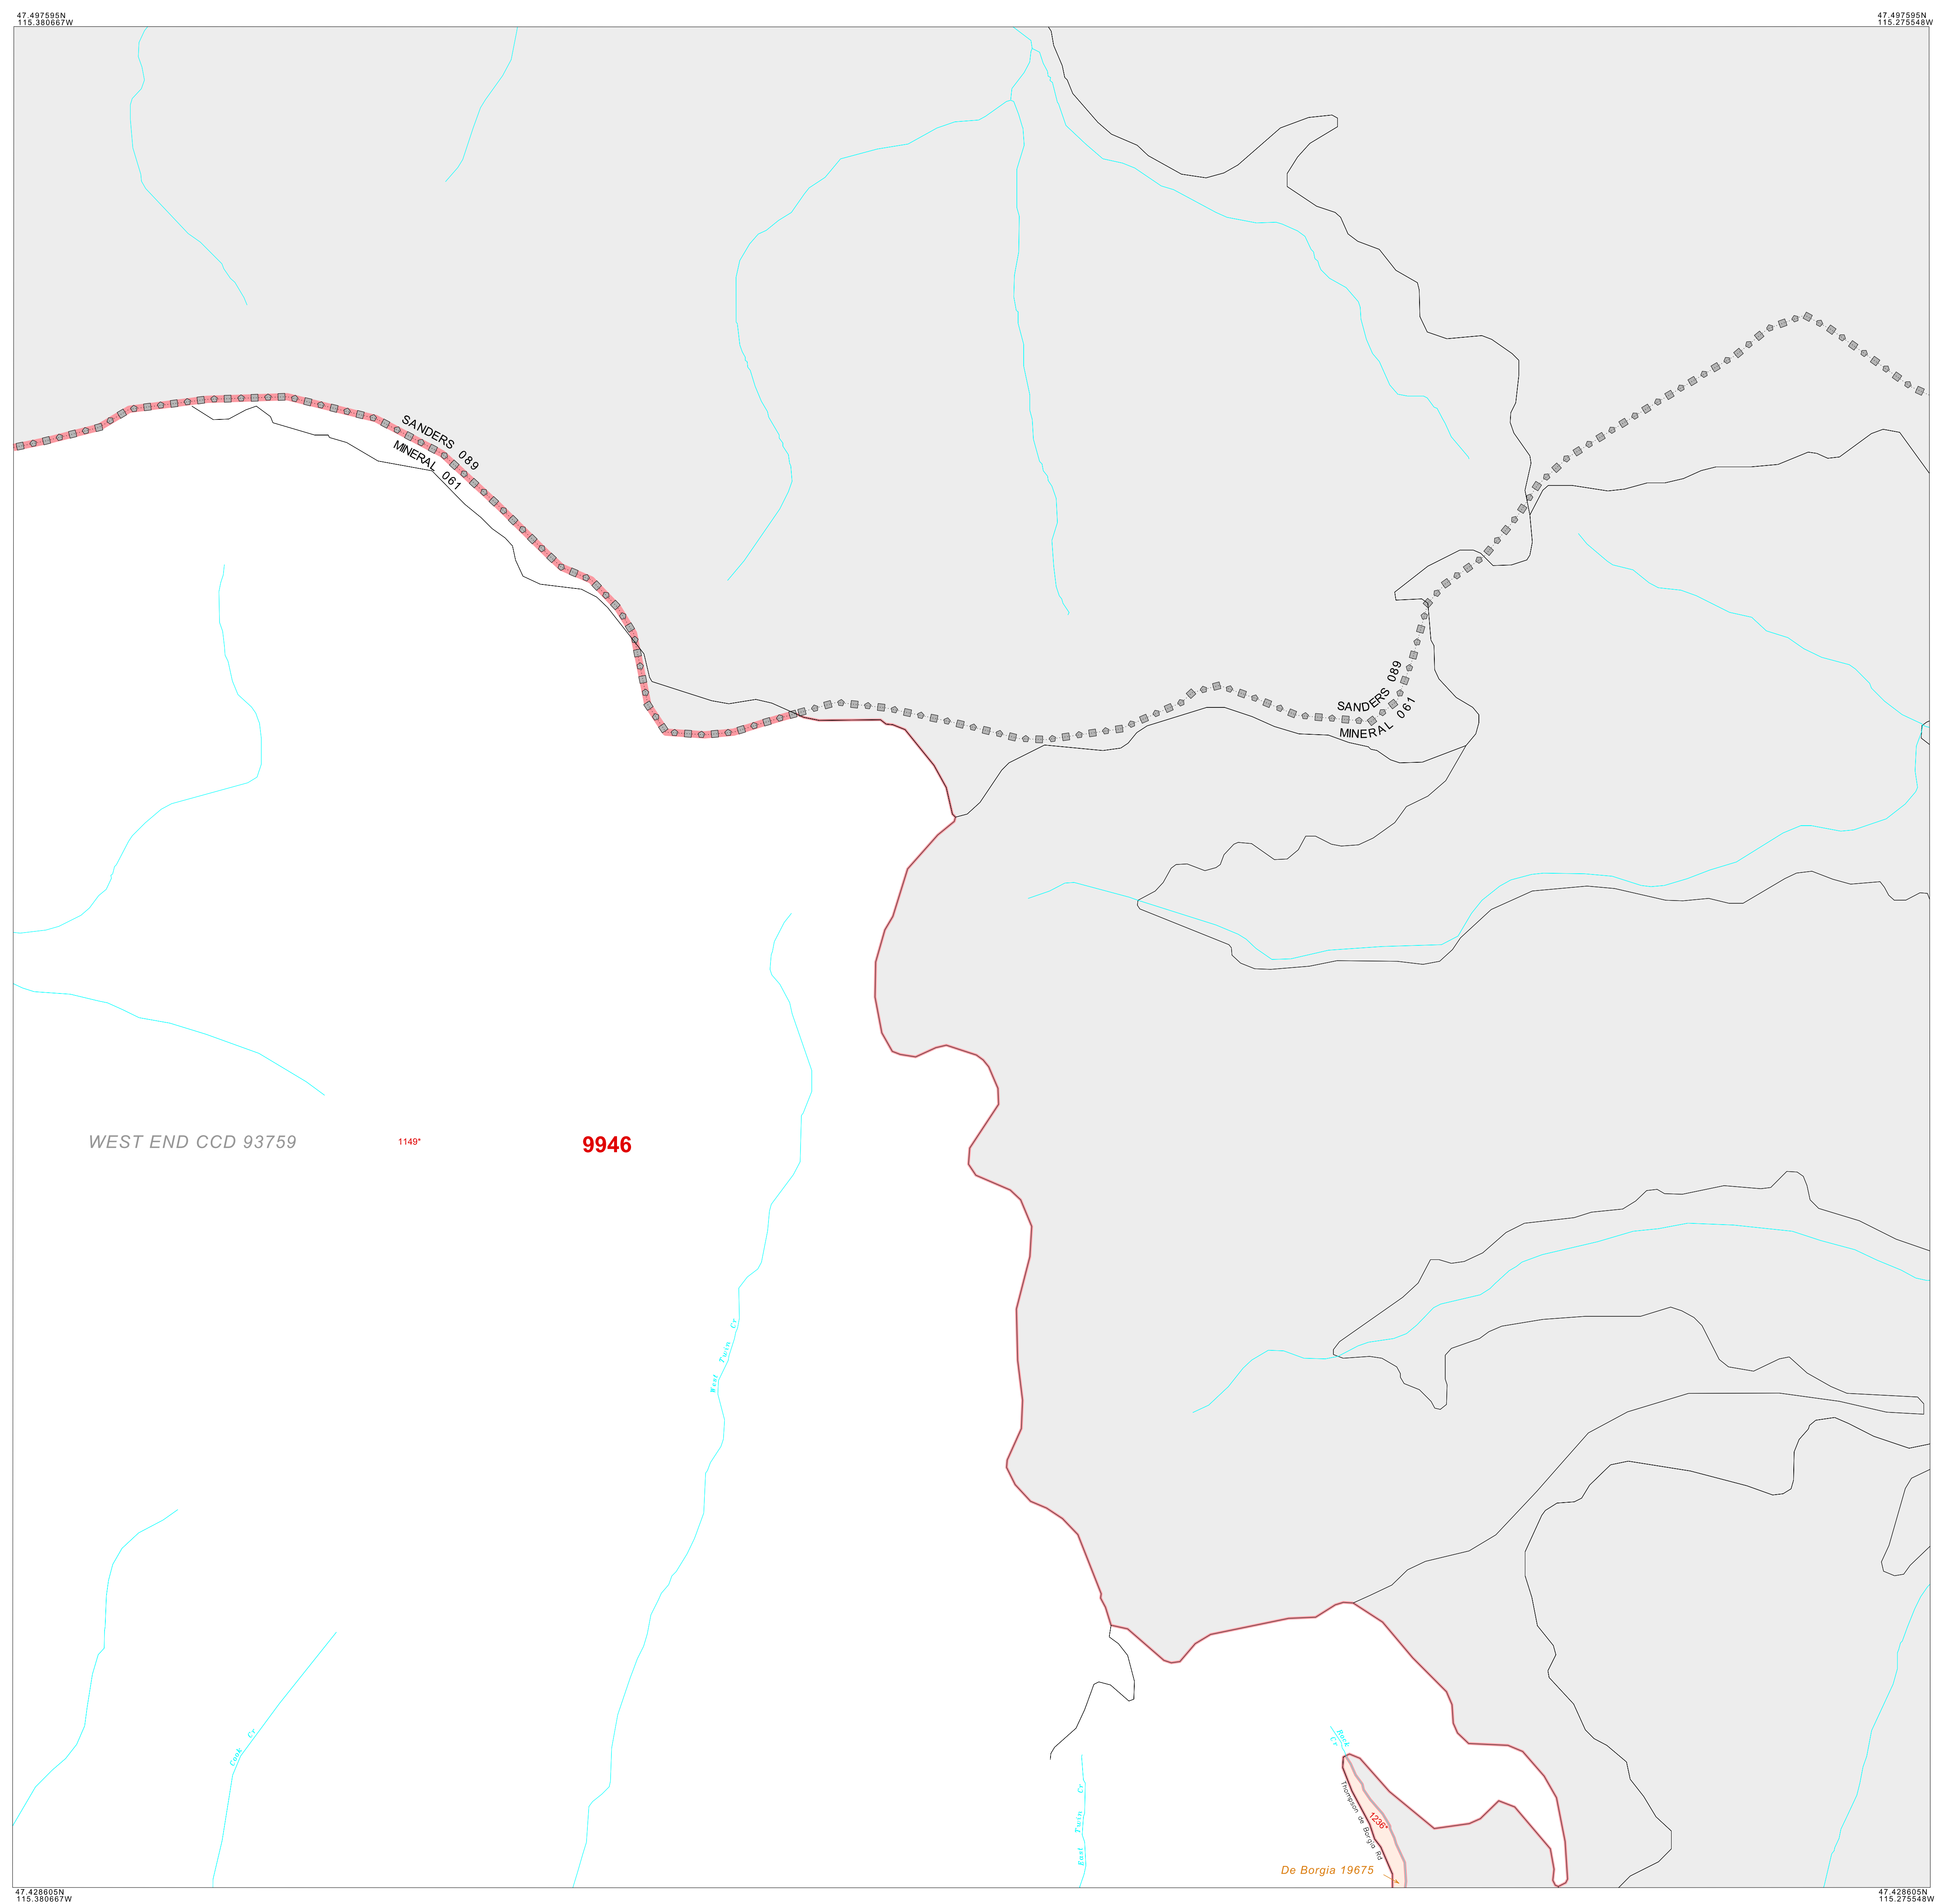 47.497595N
115.380667W
47.497595N
115.275548W
SANDERS 089
MINERAL 061
SANDERS 089
MINERAL 061
WEST END CCD 93759
1149*
9946
West Twin Cr
Cook Cr
East Twin Cr
Rock Cr
Thompson de Borgia Rd
1236*
De Borgia 19675
47.428605N
115.380667W
47.428605N
115.275548W